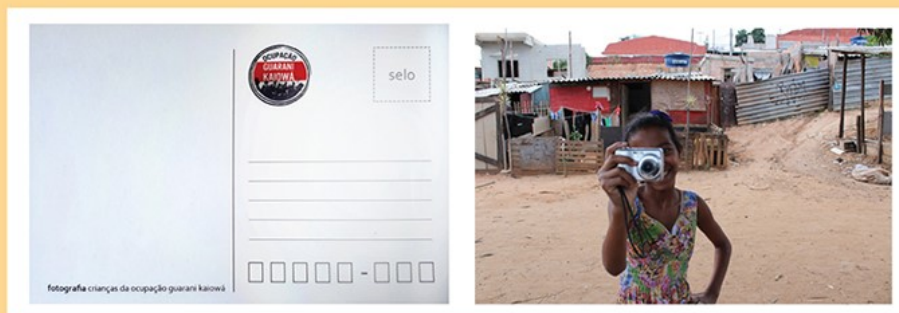 OCUPAÇÃO
GUARANI
KAIOWÁ
selo
fotografia crianças da ocupação guarani kaiowá